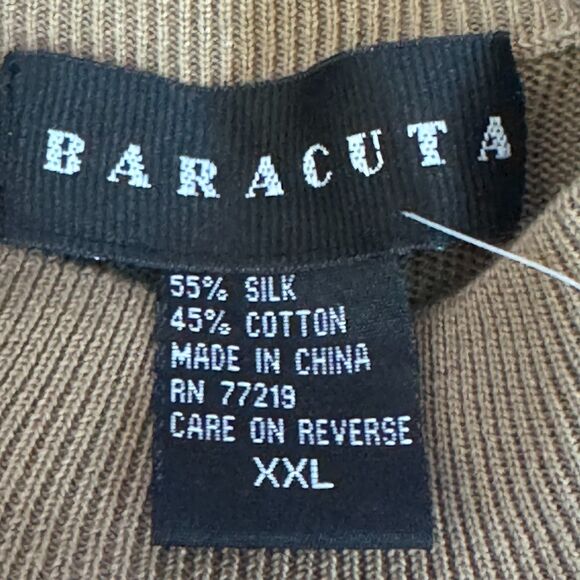 BARACUTA
55% SILK
45% COTTON
MADE IN CHINA
RN 77219
CARE ON REVERSE
XXL